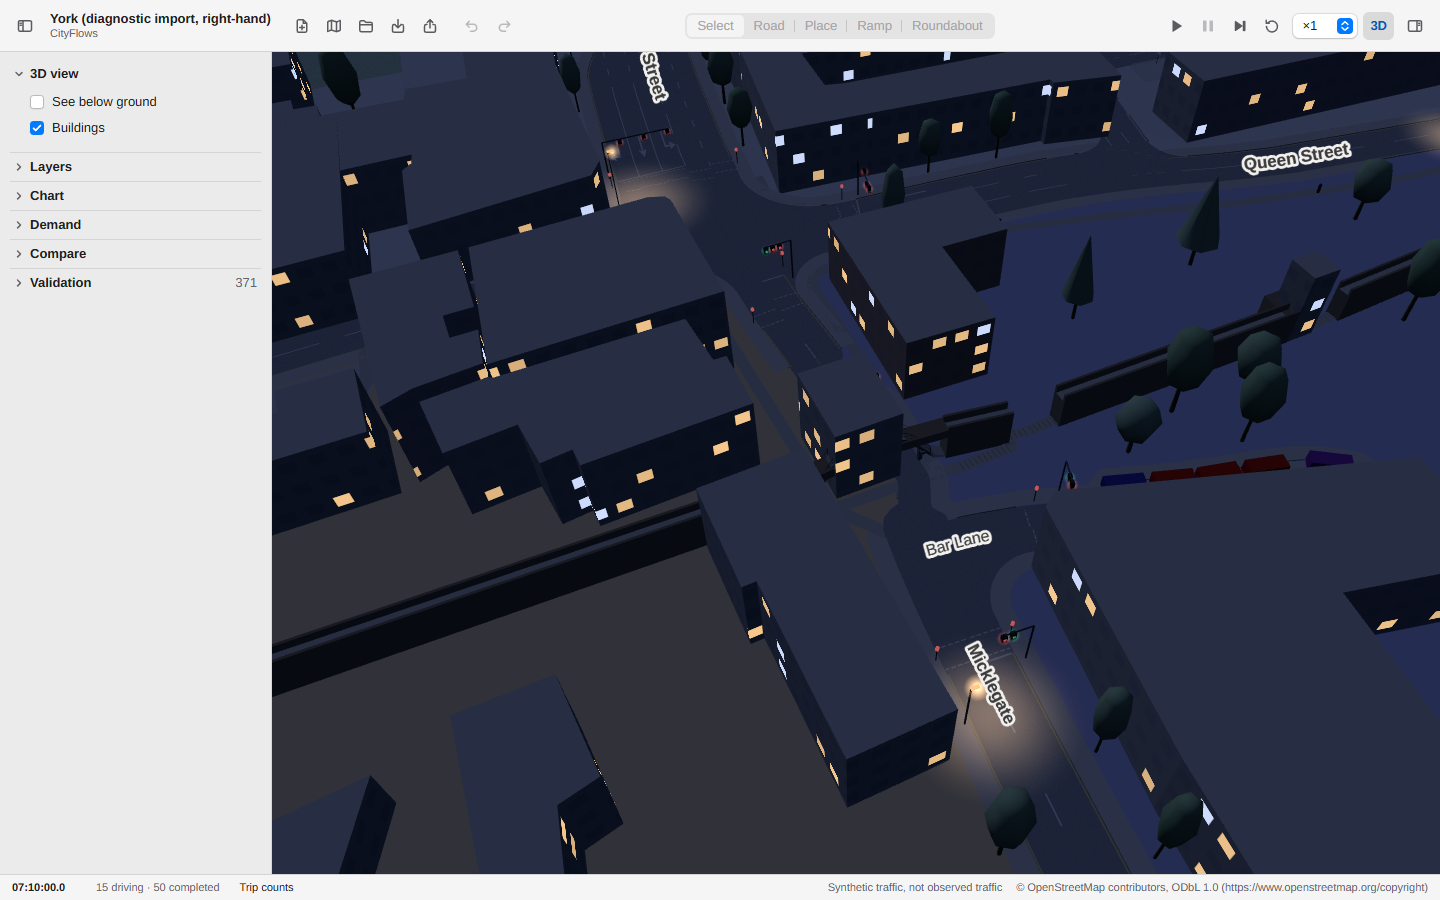 York (diagnostic import, right-hand)
CityFlows
Select
Road
Place
Ramp
Roundabout
×1
3D
3D view
See below ground
Buildings
Layers
Chart
Demand
Compare
Validation
371
Street
Queen Street
Bar Lane
Micklegate
07:10:00.0
15 driving · 50 completed
Trip counts
Synthetic traffic, not observed traffic
© OpenStreetMap contributors, ODbL 1.0 (https://www.openstreetmap.org/copyright)